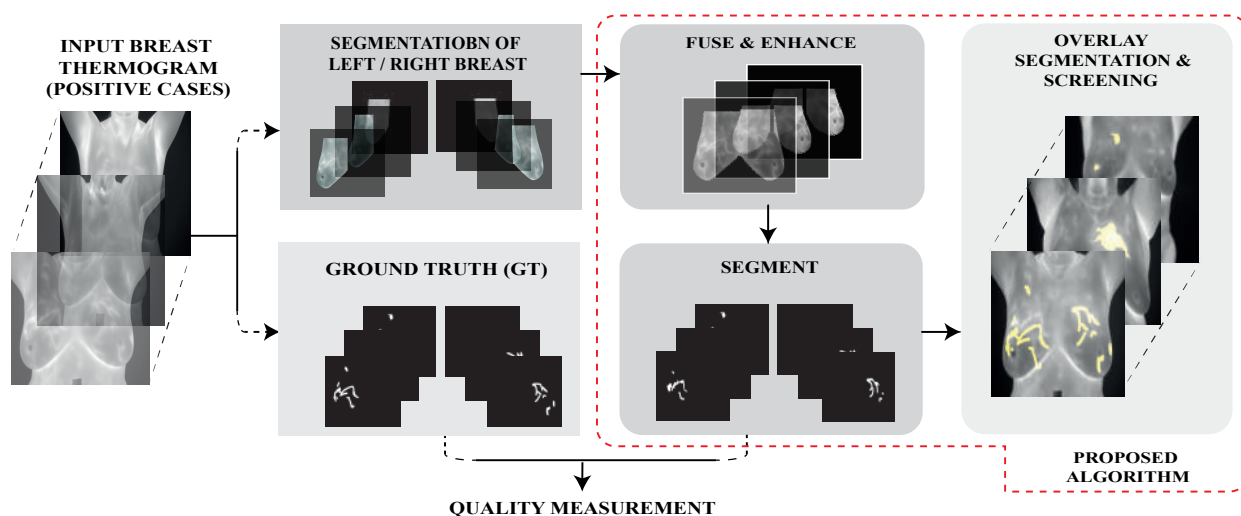 INPUT BREAST
THERMOGRAM
(POSITIVE CASES)
SEGMENTATIOBN OF
LEFT / RIGHT BREAST
FUSE & ENHANCE
OVERLAY
SEGMENTATION &
SCREENING
GROUND TRUTH (GT)
SEGMENT
PROPOSED
ALGORITHM
QUALITY MEASUREMENT